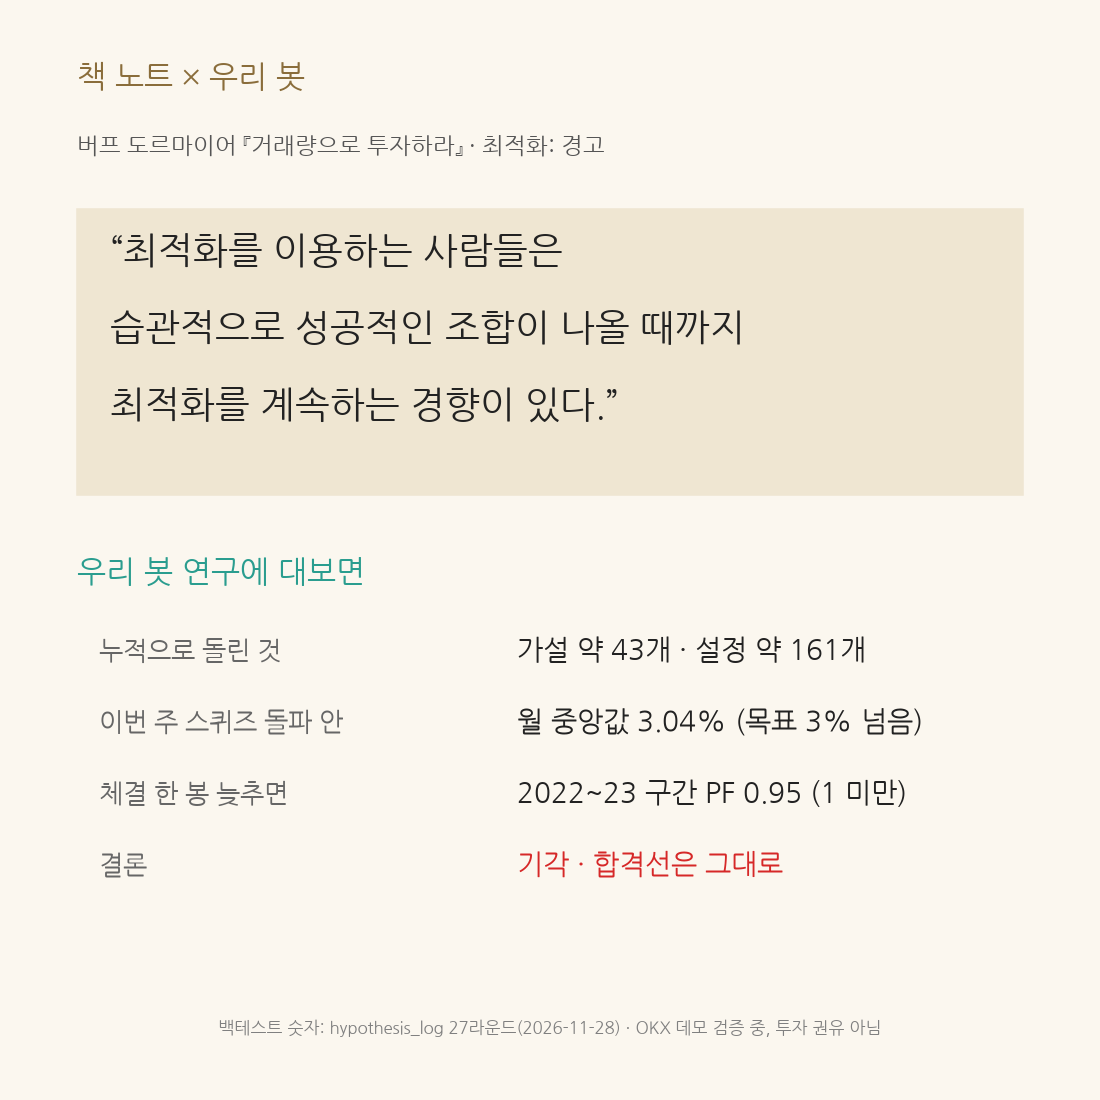 책 노트 × 우리 봇
버프 도르마이어 『거래량으로 투자하라』 · 최적화: 경고
“최적화를 이용하는 사람들은
습관적으로 성공적인 조합이 나올 때까지
최적화를 계속하는 경향이 있다.”
우리 봇 연구에 대보면
누적으로 돌린 것 가설 약 43개 · 설정 약 161개
이번 주 스퀴즈 돌파 안 월 중앙값 3.04% (목표 3% 넘음)
체결 한 봉 늦추면 2022~23 구간 PF 0.95 (1 미만)
결론 기각 · 합격선은 그대로
백테스트 숫자: hypothesis_log 27라운드(2026-11-28) · OKX 데모 검증 중, 투자 권유 아님